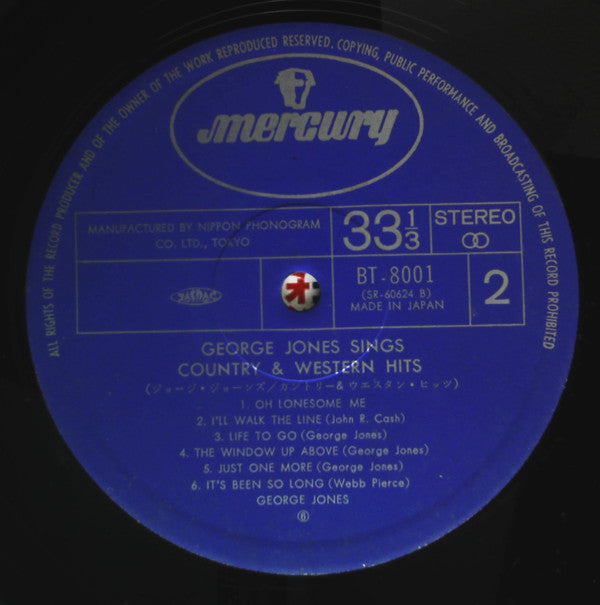 ALL RIGHTS OF THE RECORD PRODUCER AND OF THE OWNER OF THE WORK REPRODUCED RESERVED. COPYING, PUBLIC PERFORMANCE AND BROADCASTING OF THIS RECORD PROHIBITED
mercury
MANUFACTURED BY NIPPON PHONOGRAM
CO. LTD., TOKYO
33 1/3
STEREO
JASRAC
オ
BT-8001
(SR-60624 B)
MADE IN JAPAN
2
GEORGE JONES SINGS
COUNTRY & WESTERN HITS
(ジョージ・ジョーンズ/カントリー&ウエスタン・ヒッツ)
1. OH LONESOME ME
2. I'LL WALK THE LINE (John R. Cash)
3. LIFE TO GO (George Jones)
4. THE WINDOW UP ABOVE (George Jones)
5. JUST ONE MORE (George Jones)
6. IT'S BEEN SO LONG (Webb Pierce)
GEORGE JONES
⑥